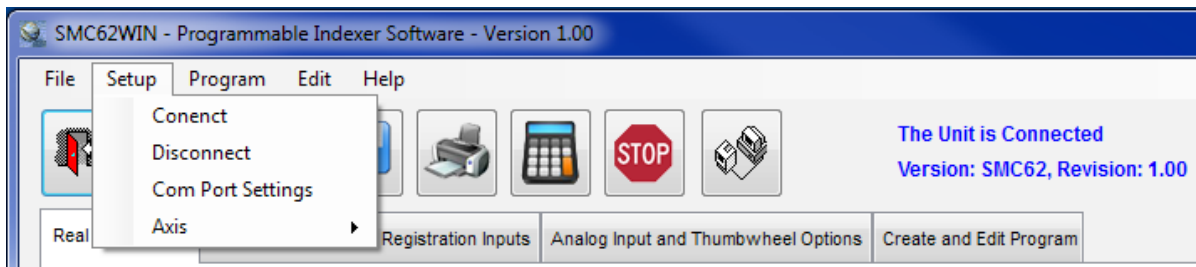 SMC62WIN - Programmable Indexer Software - Version 1.00
File Setup Program Edit Help
Conenct
Disconnect
Com Port Settings
Axis
STOP
The Unit is Connected
Version: SMC62, Revision: 1.00
Real
Registration Inputs
Analog Input and Thumbwheel Options
Create and Edit Program